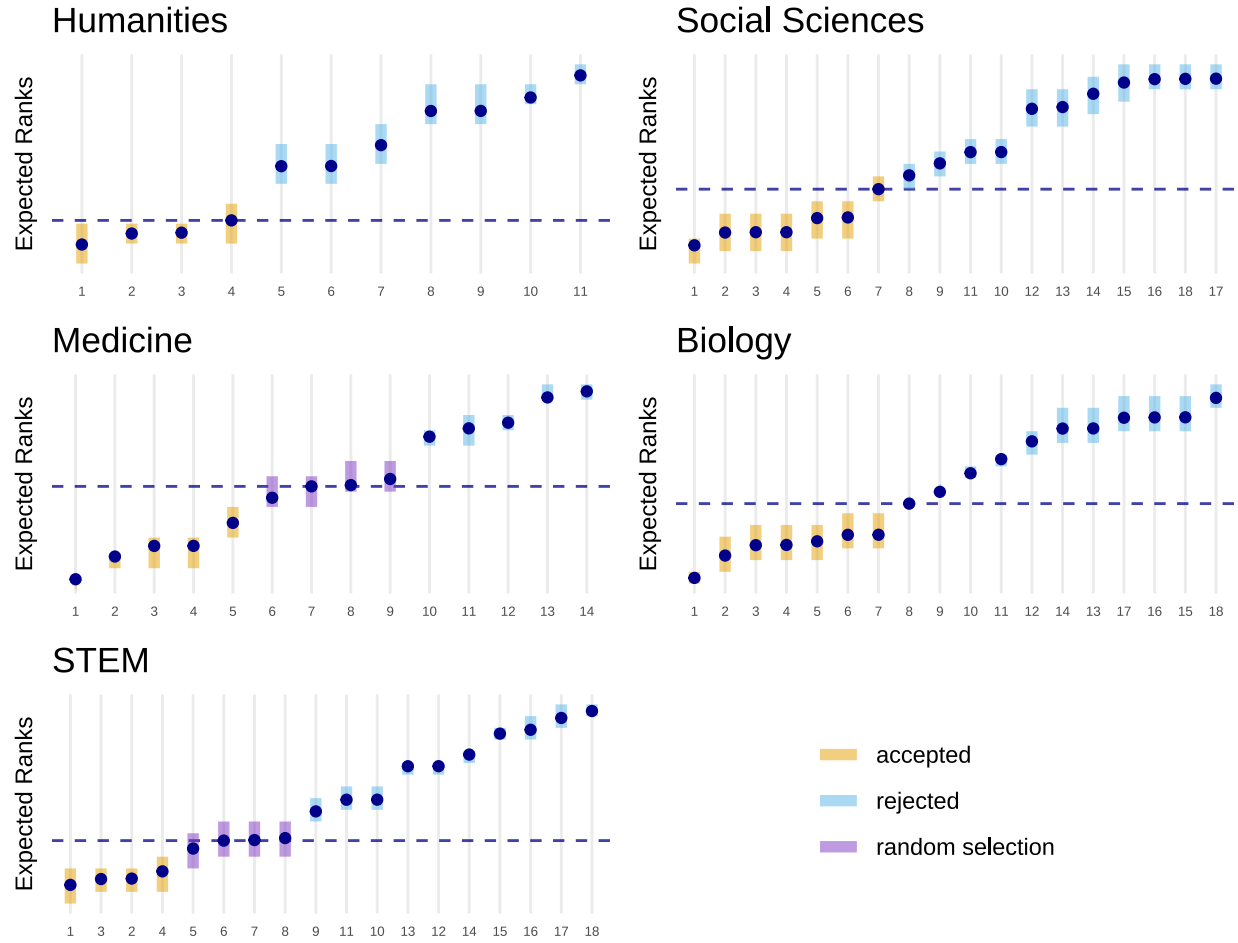 Humanities
Expected Ranks
1 2 3 4 5 6 7 8 9 10 11
Social Sciences
Expected Ranks
1 2 3 4 5 6 7 8 9 11 10 12 13 14 15 16 18 17
Medicine
Expected Ranks
1 2 3 4 5 6 7 8 9 10 11 12 13 14
Biology
Expected Ranks
1 2 3 4 5 6 7 8 9 10 11 12 14 13 17 16 15 18
STEM
Expected Ranks
1 3 2 4 5 6 7 8 9 11 10 13 12 14 15 16 17 18
accepted
rejected
random selection